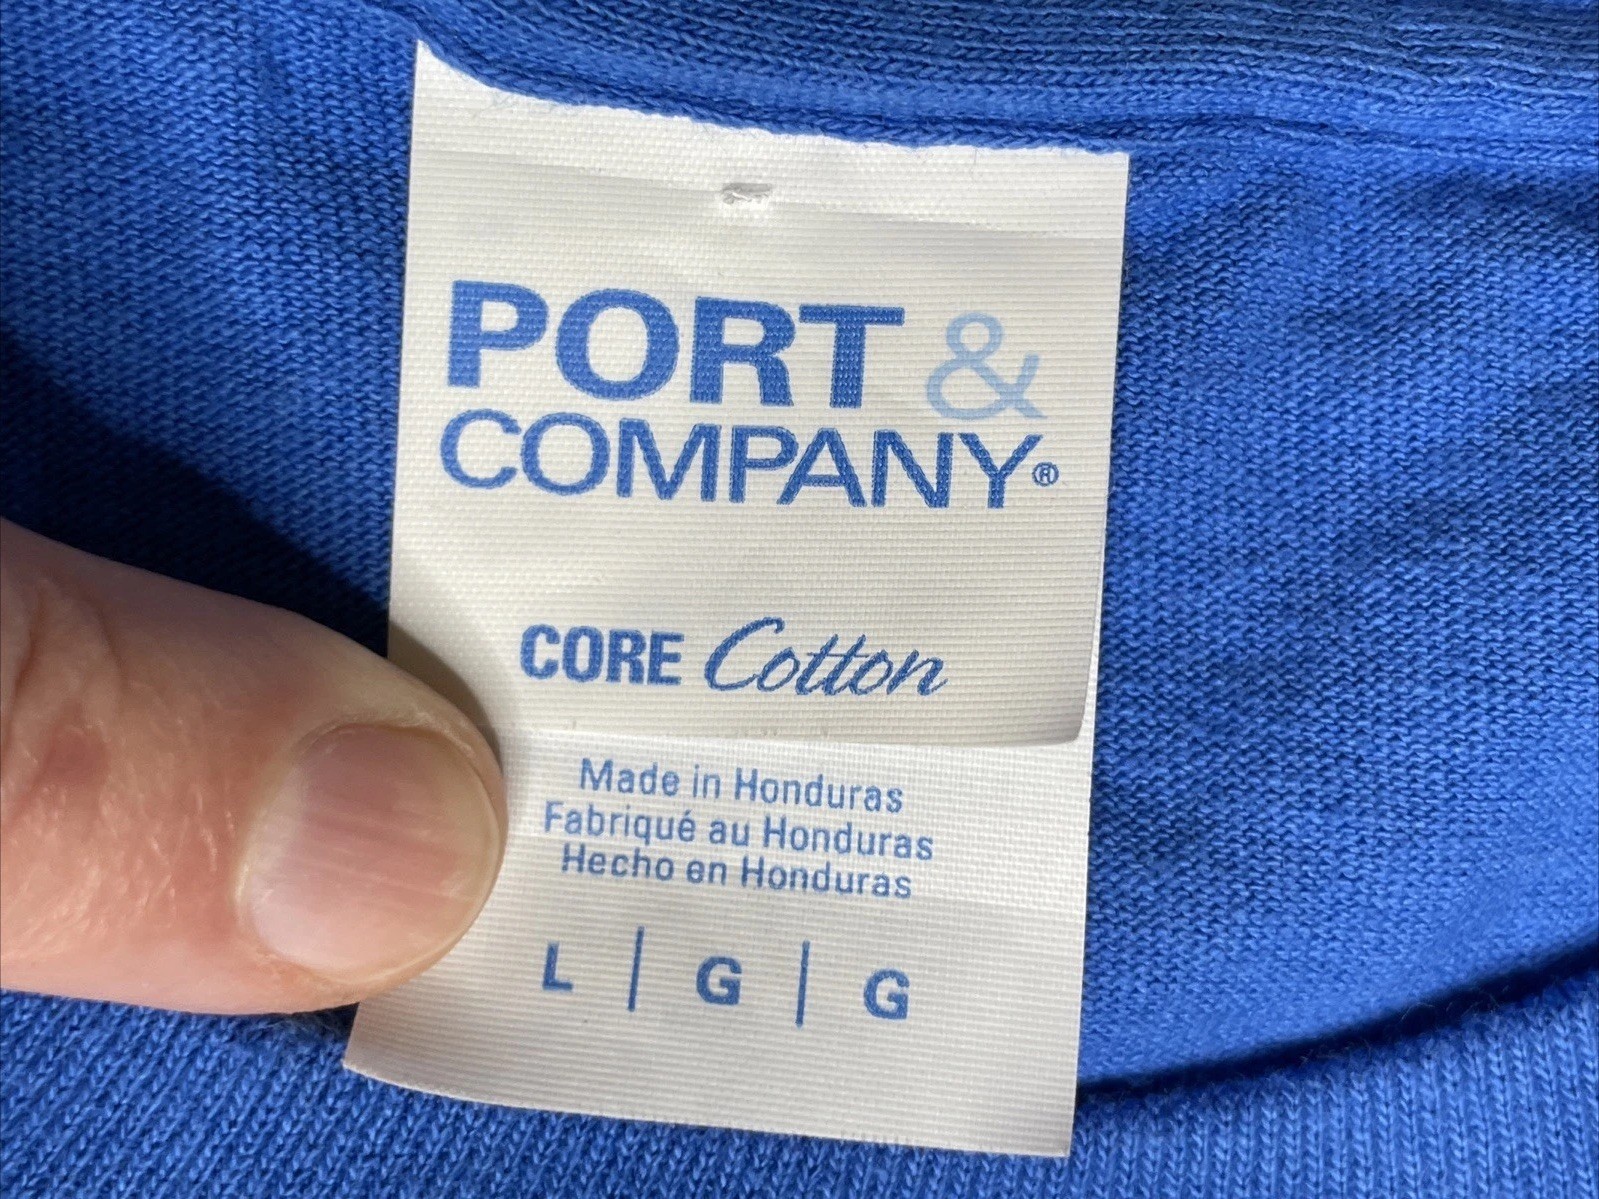 PORT &
COMPANY®
CORE Cotton
Made in Honduras
Fabriqué au Honduras
Hecho en Honduras
L | G | G